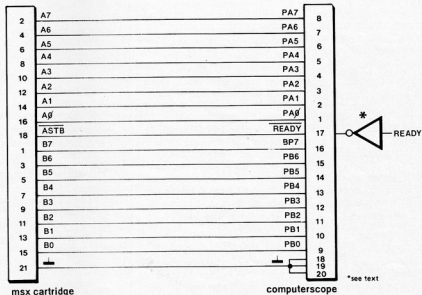 2 A7 PA7 8
4 A6 PA6 7
6 A5 PA5 6
8 A4 PA4 5
10 A3 PA3 4
12 A2 PA2 3
14 A1 PA1 2
16 AØ PAØ 1
18 ASTB READY 17 * READY
1 B7 BP7 16
3 B6 PB6 15
5 B5 PB5 14
7 B4 PB4 13
9 B3 PB3 12
11 B2 PB2 11
13 B1 PB1 10
15 B0 PB0 9
21 18
19
20
*see text
msx cartridge computerscope